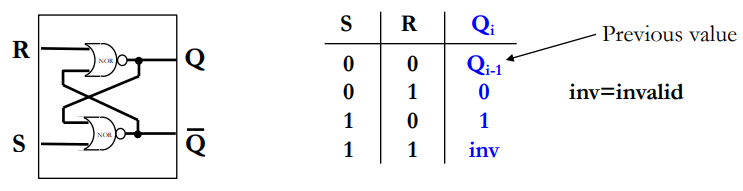 R
NOR
Q
S
NOR
Q̅
S R Qi
Previous value
0 0 Qi-1
0 1 0
inv=invalid
1 0 1
1 1 inv